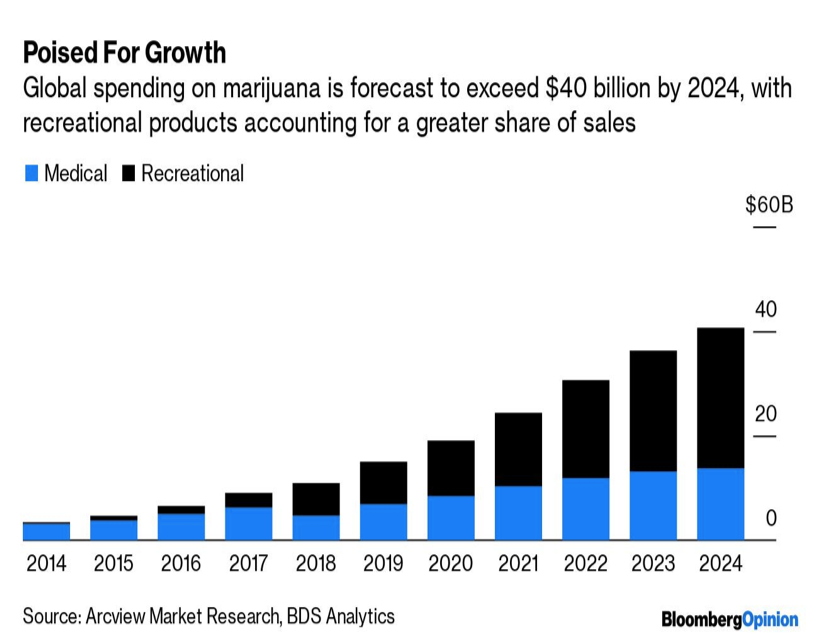 Poised For Growth
Global spending on marijuana is forecast to exceed $40 billion by 2024, with
recreational products accounting for a greater share of sales
Medical Recreational
$60B
40
20
0
2014 2015 2016 2017 2018 2019 2020 2021 2022 2023 2024
Source: Arcview Market Research, BDS Analytics
BloombergOpinion